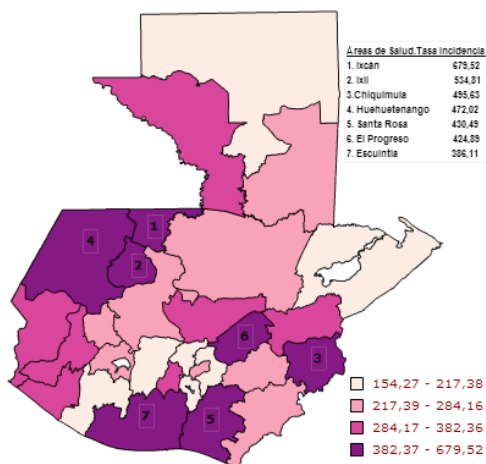 Áreas de Salud.Tasa Incidencia
1. Ixcán 679,52
2. Ixil 534,81
3.Chiquimula 495,63
4. Huehuetenango 472,02
5. Santa Rosa 430,49
6. El Progreso 424,89
7. Escuintla 386,11
1
4
2
6
3
7
5
154,27 - 217,38
217,39 - 284,16
284,17 - 382,36
382,37 - 679,52